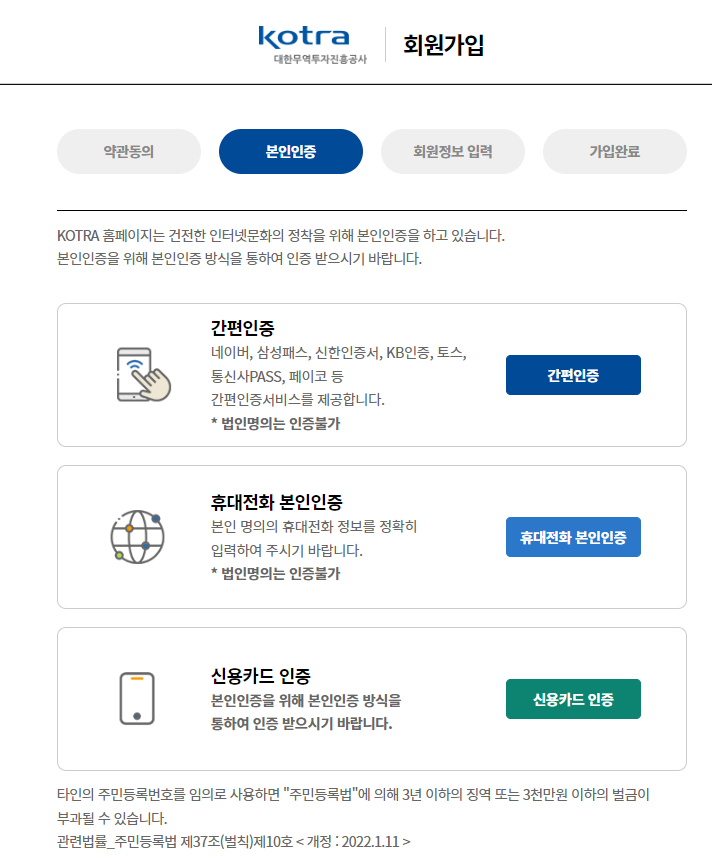 kotra
대한무역투자진흥공사
회원가입
약관동의
본인인증
회원정보 입력
가입완료
KOTRA 홈페이지는 건전한 인터넷문화의 정착을 위해 본인인증을 하고 있습니다.
본인인증을 위해 본인인증 방식을 통하여 인증 받으시기 바랍니다.
간편인증
네이버, 삼성패스, 신한인증서, KB인증, 토스,
통신사PASS, 페이코 등
간편인증서비스를 제공합니다.
* 법인명의는 인증불가
간편인증
휴대전화 본인인증
본인 명의의 휴대전화 정보를 정확히
입력하여 주시기 바랍니다.
* 법인명의는 인증불가
휴대전화 본인인증
신용카드 인증
본인인증을 위해 본인인증 방식을
통하여 인증 받으시기 바랍니다.
신용카드 인증
타인의 주민등록번호를 임의로 사용하면 "주민등록법"에 의해 3년 이하의 징역 또는 3천만원 이하의 벌금이
부과될 수 있습니다.
관련법률_주민등록법 제37조(벌칙)제10호 < 개정 : 2022.1.11 >